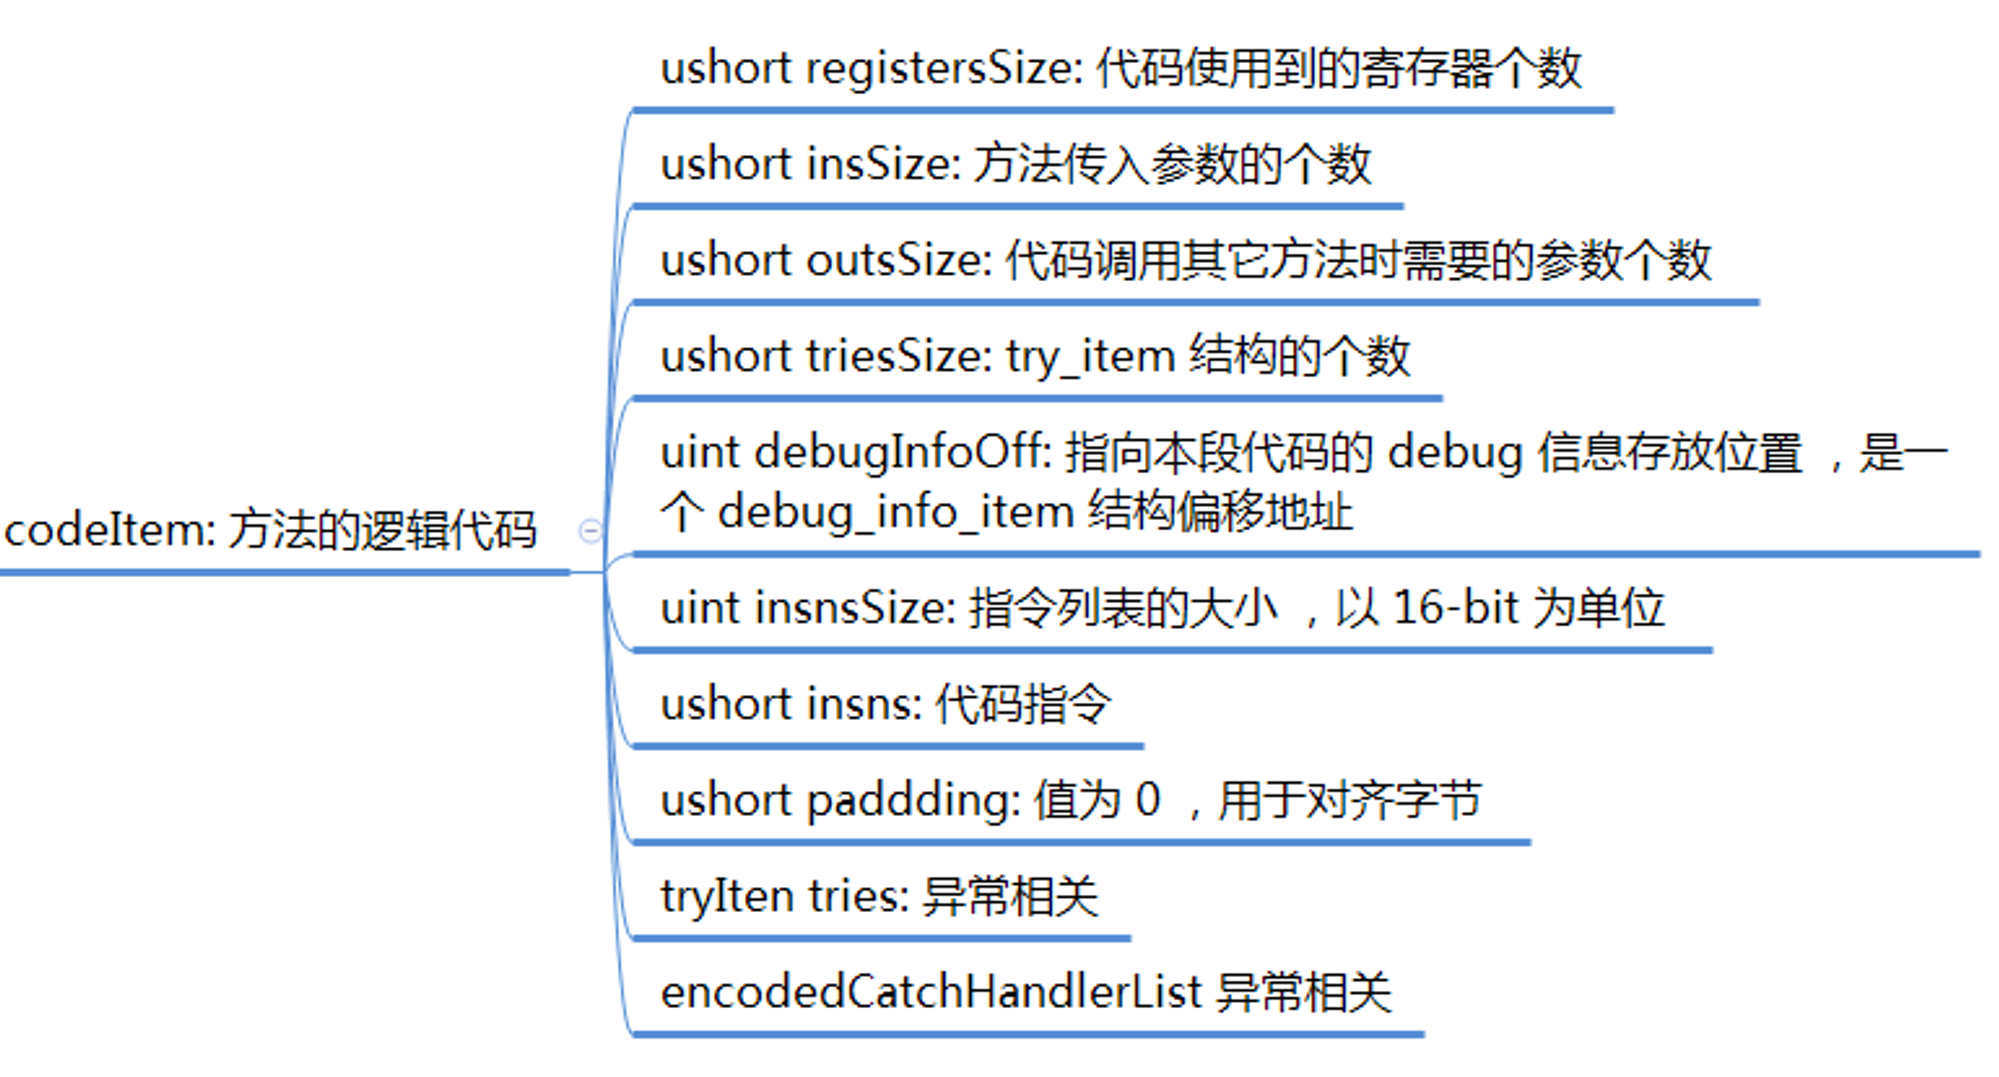 ushort registersSize: 代码使用到的寄存器个数
ushort insSize: 方法传入参数的个数
ushort outsSize: 代码调用其它方法时需要的参数个数
ushort triesSize: try_item 结构的个数
uint debugInfoOff: 指向本段代码的 debug 信息存放位置 ，是一
个 debug_info_item 结构偏移地址
codeItem: 方法的逻辑代码
uint insnsSize: 指令列表的大小 ，以 16-bit 为单位
ushort insns: 代码指令
ushort paddding: 值为 0 ，用于对齐字节
tryIten tries: 异常相关
encodedCatchHandlerList 异常相关